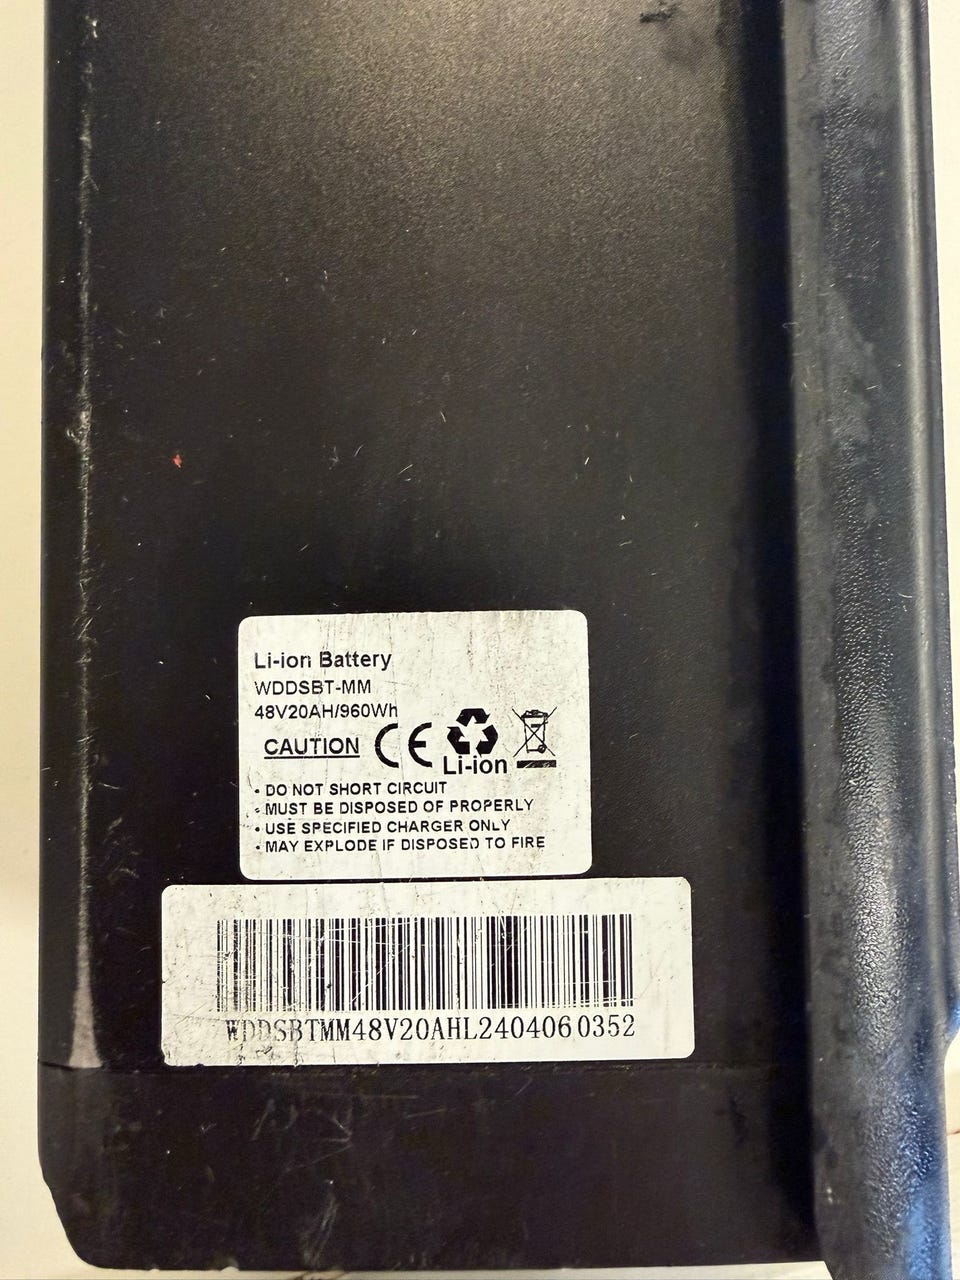 Li-ion Battery
WDDSBT-MM
48V20AH/960Wh
CAUTION CE Li-ion
• DO NOT SHORT CIRCUIT
• MUST BE DISPOSED OF PROPERLY
• USE SPECIFIED CHARGER ONLY
• MAY EXPLODE IF DISPOSED TO FIRE
WDDSBTMM48V20AHL2404060352